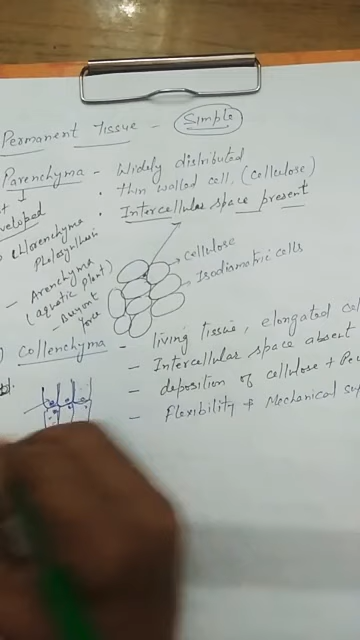 Permanent Tissue - Simple
Parenchyma - Widely distributed
• Thin walled cell, (cellulose)
• Intercellular space present
Chlorenchyma
Photosynthesis
Cellulose
Isodiametric cells
- Arenchyma
(aquatic plant)
- Buyant
force
Collenchyma - living tissue, elongated
- Intercellular space absent
- deposition of cellulose +
- Flexibility + Mechanical